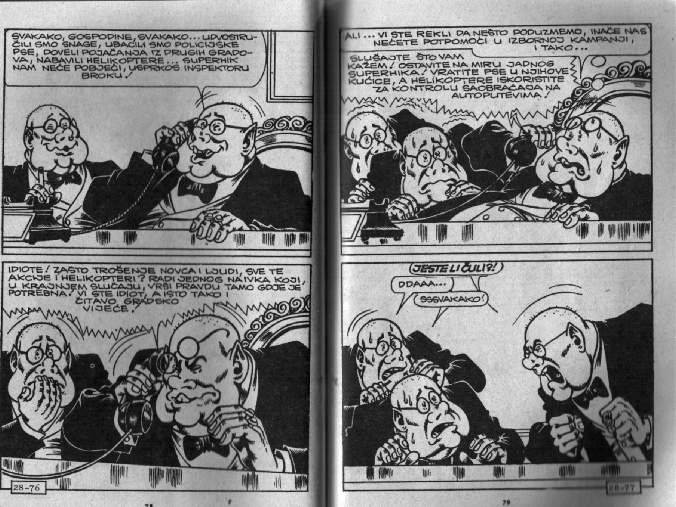 SVAKAKO, GOSPODINE, SVAKAKO... UDVOSTRU-
ČILI SMO SNAGE, UBACILI SMO POLICIJSKE
PSE, DOVELI POJAČANJA IZ DRUGIH GRADO-
VA, NABAVILI HELIKOPTERE... SUPERHIK
NAM NEĆE POBJEĆI, USPRKOS INSPEKTORU
BROKU!
IDIOTE! ZAŠTO TROŠENJE NOVCA I LJUDI, SVE TE
AKCIJE I HELIKOPTERI? RADI JEDNOG NAIVKA KOJI,
U KRAJNJEM SLUČAJU, VRŠI PRAVDU TAMO GDJE JE
POTREBNA! VI STE IDIOT, A ISTO TAKO I
ČITAVO GRADSKO
VIJEĆE!
28-76
78
ALI... VI STE REKLI DA NEŠTO PODUZMEMO, INAČE NAS
NEĆETE POTPOMOĆI U IZBORNOJ KAMPANJI,
I TAKO...
SLUŠAJTE ŠTO VAM
KAŽEM! OSTAVITE NA MIRU JADNOG
SUPERHIKA! VRATITE PSE U NJIHOVE
KUĆICE, A HELIKOPTERE ISKORISTITE
ZA KONTROLU SAOBRAĆAJA NA
AUTOPUTEVIMA!
JESTE LI ČULI?!
DDAAA...
SSSVAKAKO!
28-77
79